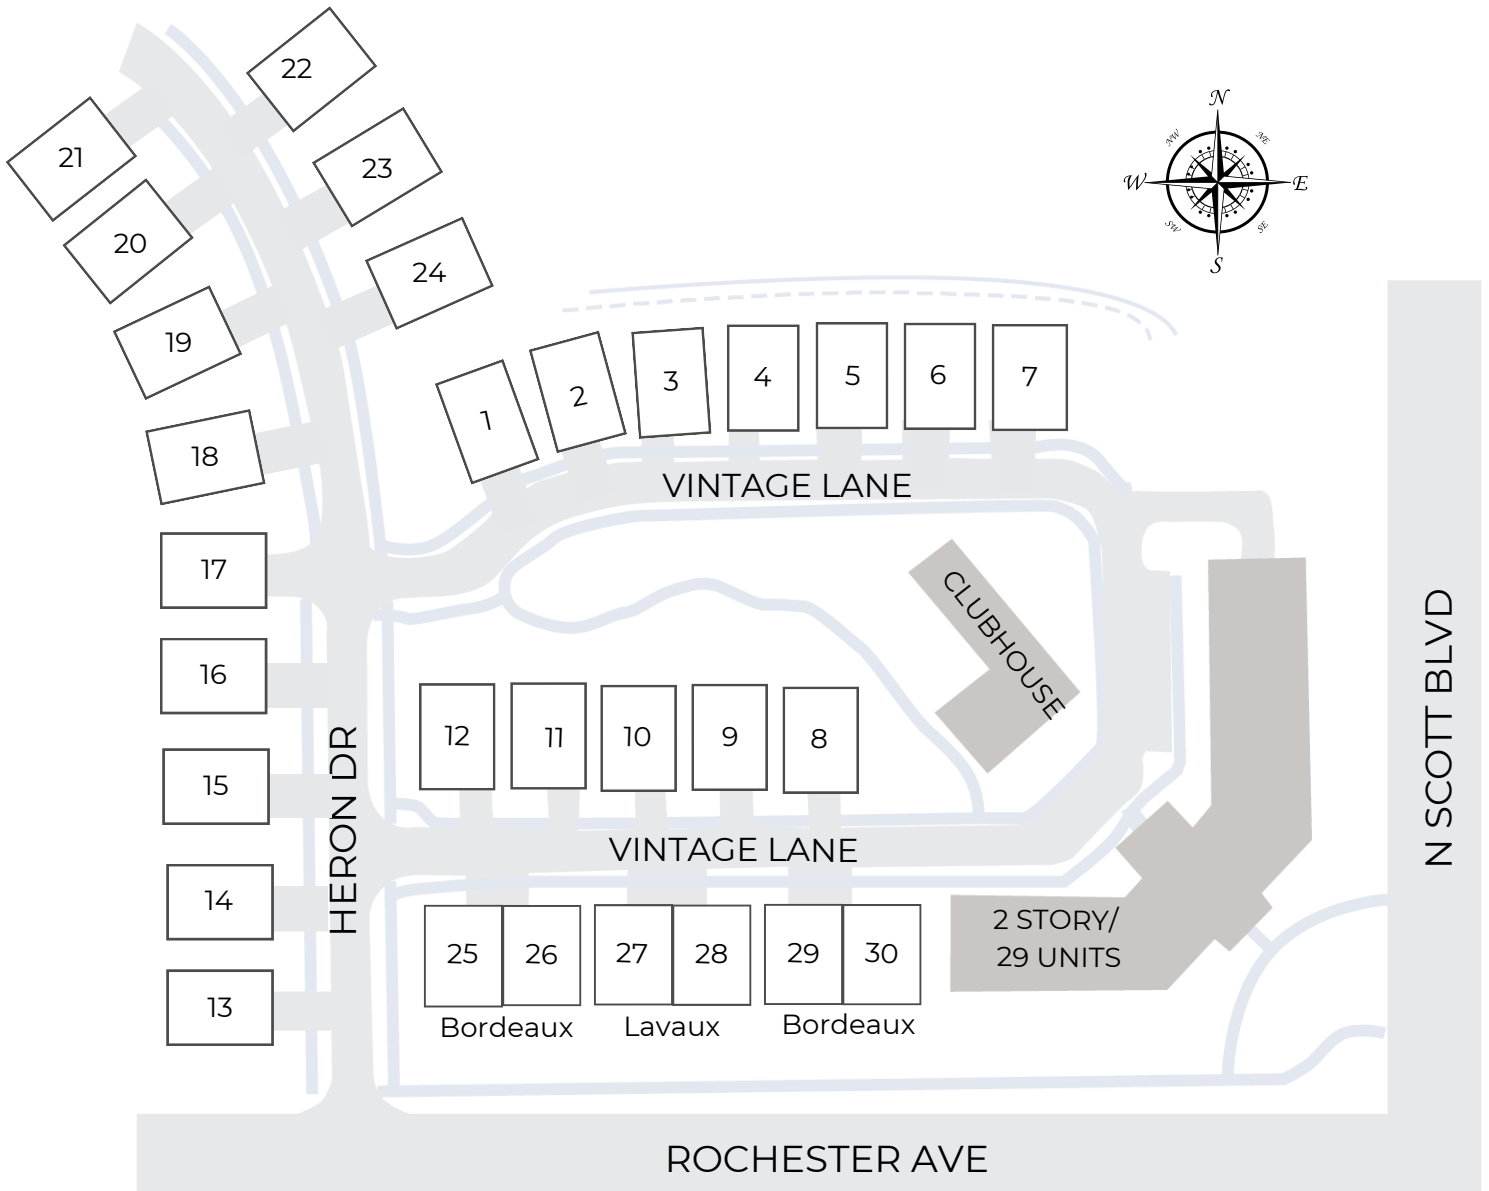 22
21
23
20
24
19
18
17
16
15
14
13
1
2
3
4
5
6
7
VINTAGE LANE
N
NE
E
SE
S
SW
W
NW
CLUBHOUSE
12
11
10
9
8
HERON DR
VINTAGE LANE
25
26
27
28
29
30
Bordeaux
Lavaux
Bordeaux
2 STORY/
29 UNITS
N SCOTT BLVD
ROCHESTER AVE